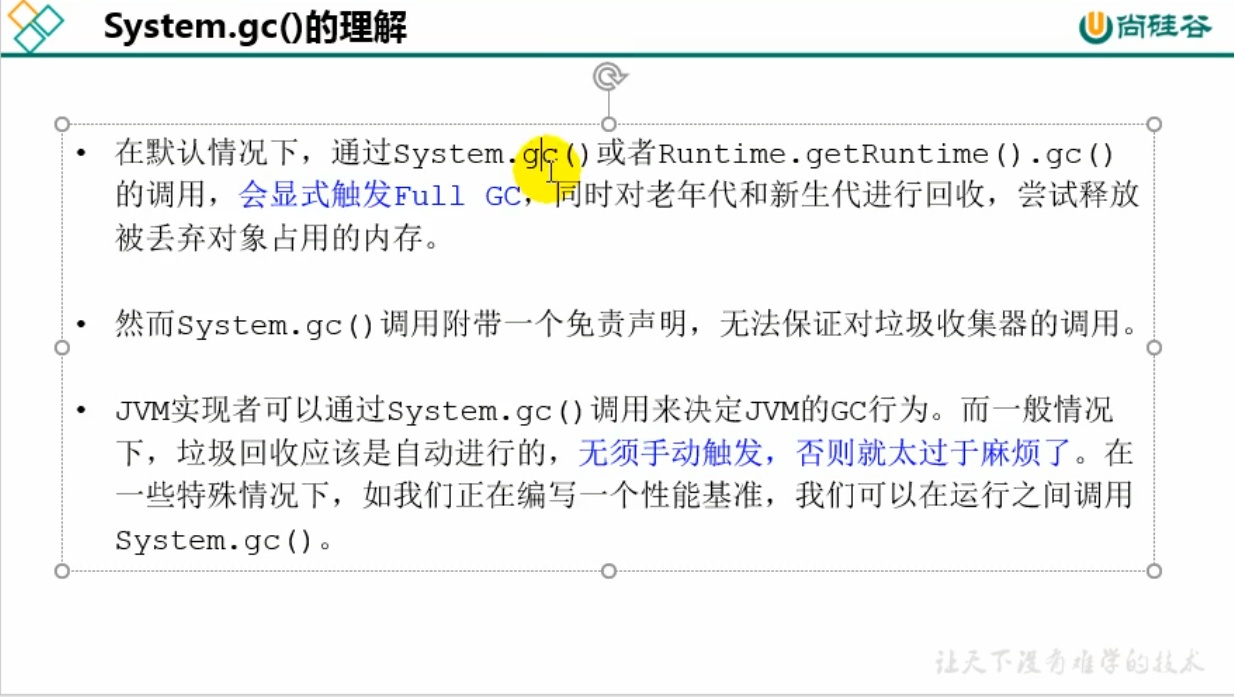 System.gc()的理解
尚硅谷
• 在默认情况下，通过System.gc()或者Runtime.getRuntime().gc()
的调用，会显式触发Full GC，同时对老年代和新生代进行回收，尝试释放
被丢弃对象占用的内存。
• 然而System.gc()调用附带一个免责声明，无法保证对垃圾收集器的调用。
• JVM实现者可以通过System.gc()调用来决定JVM的GC行为。而一般情况
下，垃圾回收应该是自动进行的，无须手动触发，否则就太过于麻烦了。在
一些特殊情况下，如我们正在编写一个性能基准，我们可以在运行之间调用
System.gc()。
让天下没有难学的技术